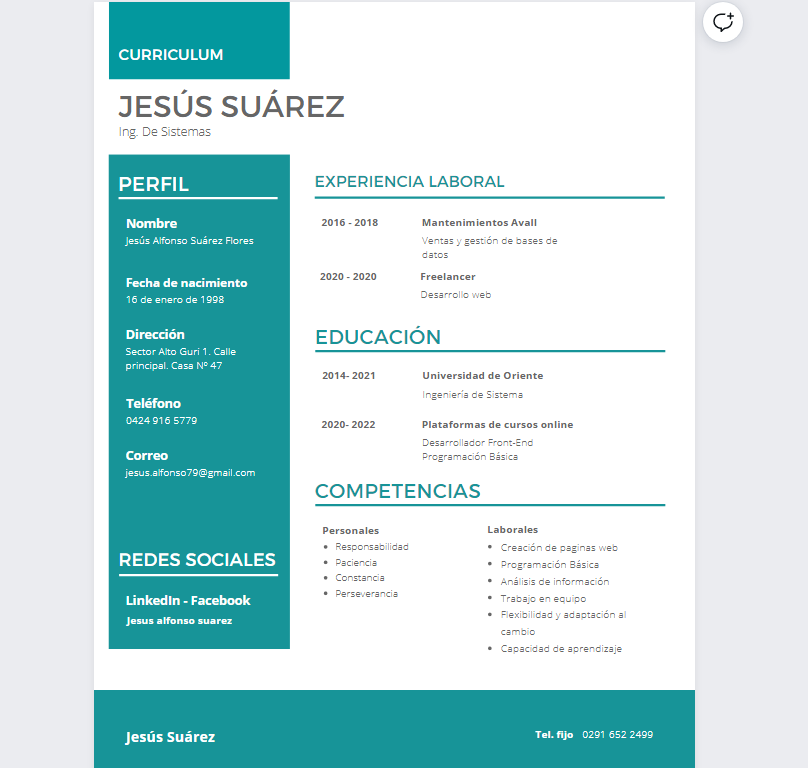 CURRICULUM
JESÚS SUÁREZ
Ing. De Sistemas
PERFIL
Nombre
Jesús Alfonso Suárez Flores
Fecha de nacimiento
16 de enero de 1998
Dirección
Sector Alto Guri 1. Calle
principal. Casa Nº 47
Teléfono
0424 916 5779
Correo
jesus.alfonso79@gmail.com
REDES SOCIALES
LinkedIn - Facebook
Jesus alfonso suarez
EXPERIENCIA LABORAL
2016 - 2018 Mantenimientos Avall
Ventas y gestión de bases de
datos
2020 - 2020 Freelancer
Desarrollo web
EDUCACIÓN
2014- 2021 Universidad de Oriente
Ingeniería de Sistema
2020- 2022 Plataformas de cursos online
Desarrollador Front-End
Programación Básica
COMPETENCIAS
Personales
• Responsabilidad
• Paciencia
• Constancia
• Perseverancia
Laborales
• Creación de paginas web
• Programación Básica
• Análisis de información
• Trabajo en equipo
• Flexibilidad y adaptación al
cambio
• Capacidad de aprendizaje
Jesús Suárez
Tel. fijo 0291 652 2499